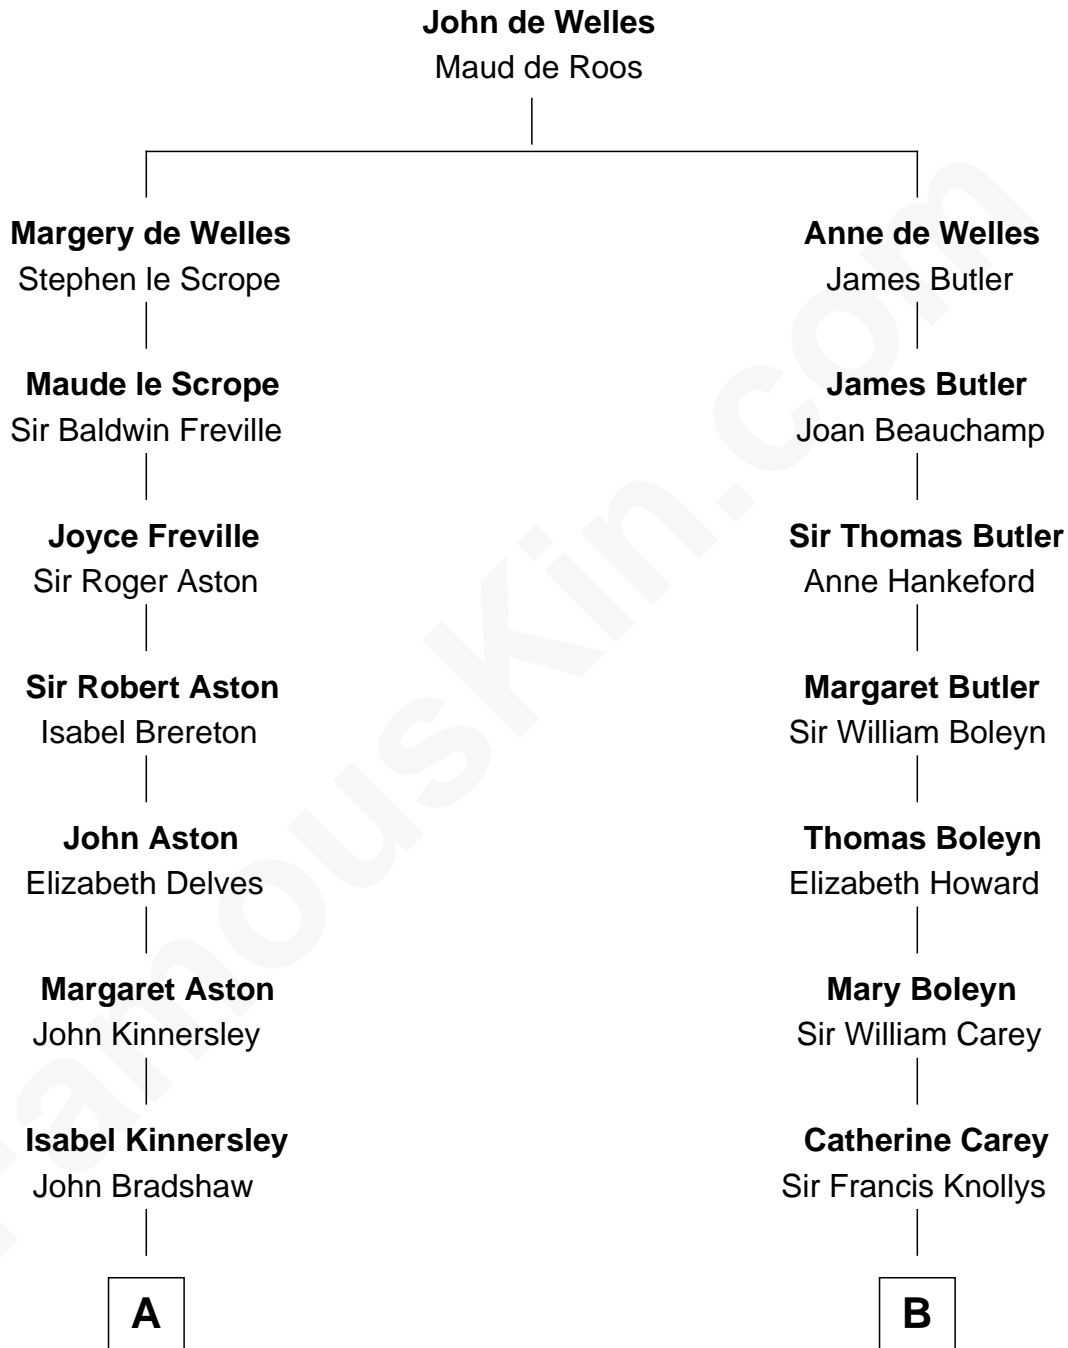 John de Welles
Maud de Roos
Margery de Welles
Stephen le Scrope
Maude le Scrope
Sir Baldwin Freville
Joyce Freville
Sir Roger Aston
Sir Robert Aston
Isabel Brereton
John Aston
Elizabeth Delves
Margaret Aston
John Kinnersley
Isabel Kinnersley
John Bradshaw
A
Anne de Welles
James Butler
James Butler
Joan Beauchamp
Sir Thomas Butler
Anne Hankeford
Margaret Butler
Sir William Boleyn
Thomas Boleyn
Elizabeth Howard
Mary Boleyn
Sir William Carey
Catherine Carey
Sir Francis Knollys
B
FamousKin.com